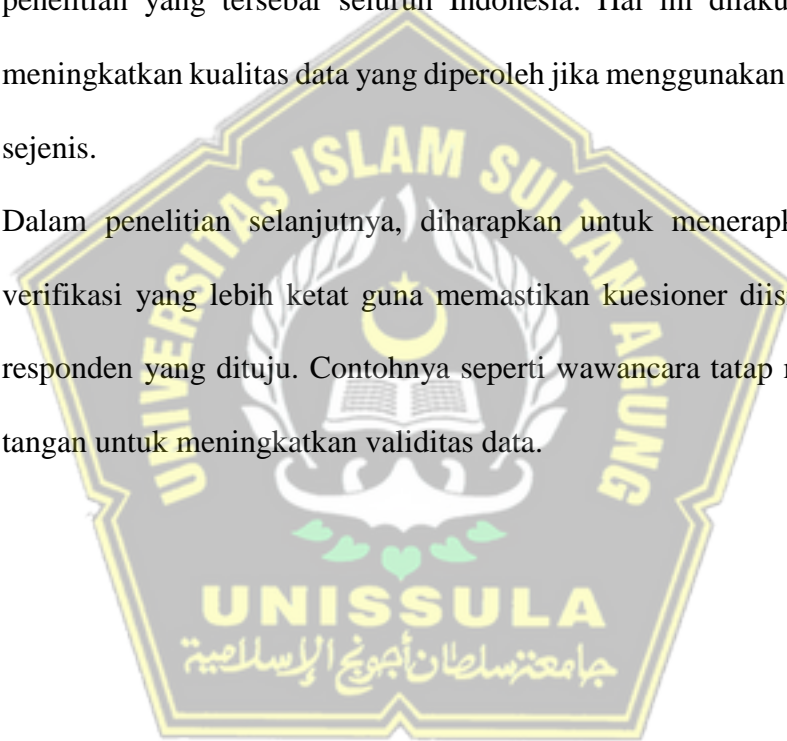 penelitian yang tersebar seluruh Indonesia. Hal ini dilaku
meningkatkan kualitas data yang diperoleh jika menggunakan
sejenis.
Dalam penelitian selanjutnya, diharapkan untuk menerap
verifikasi yang lebih ketat guna memastikan kuesioner diis
responden yang dituju. Contohnya seperti wawancara tatap
tangan untuk meningkatkan validitas data.
UNIVERSITAS ISLAM SULTAN AGUNG
UNISSULA
جامعة سلطان أجونج الإسلامية